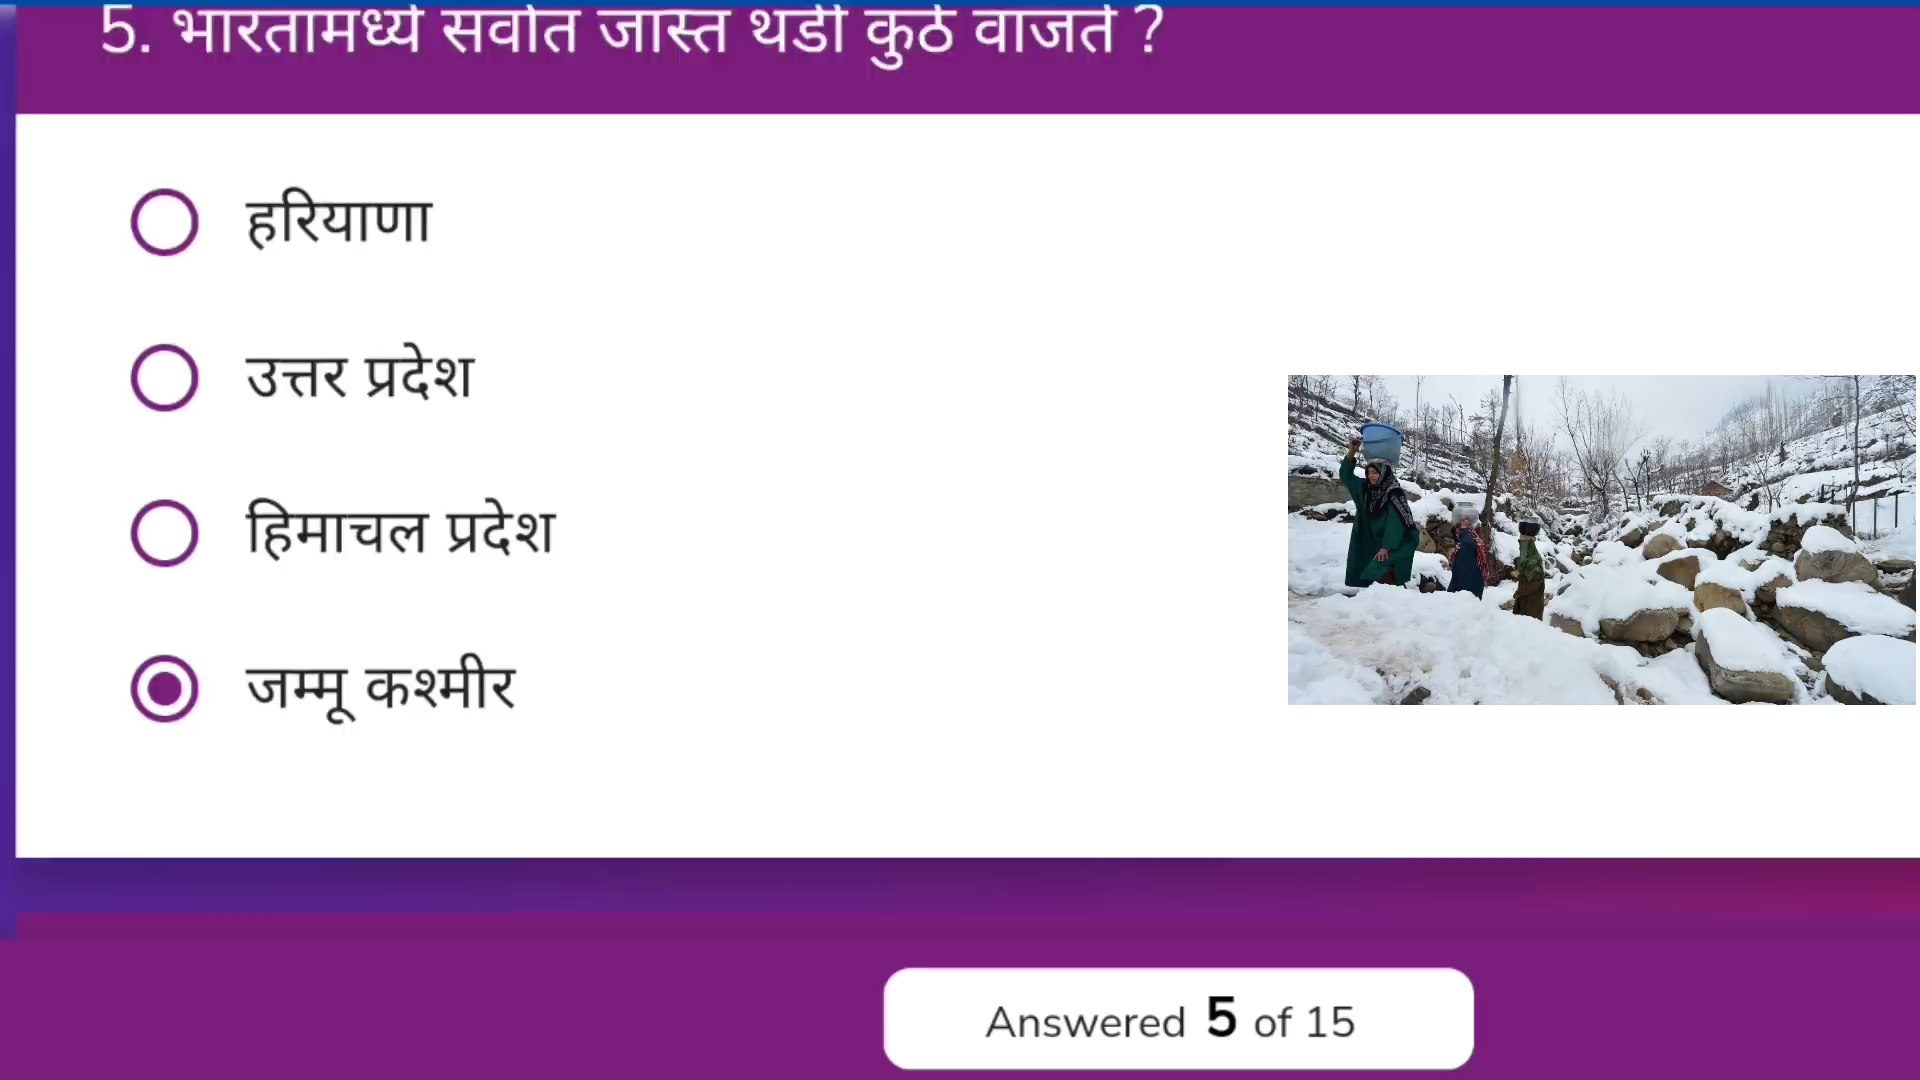 5. भारतामध्ये सर्वात जास्त थंडी कुठे वाजते ?
हरियाणा
उत्तर प्रदेश
हिमाचल प्रदेश
जम्मू कश्मीर
Answered 5 of 15